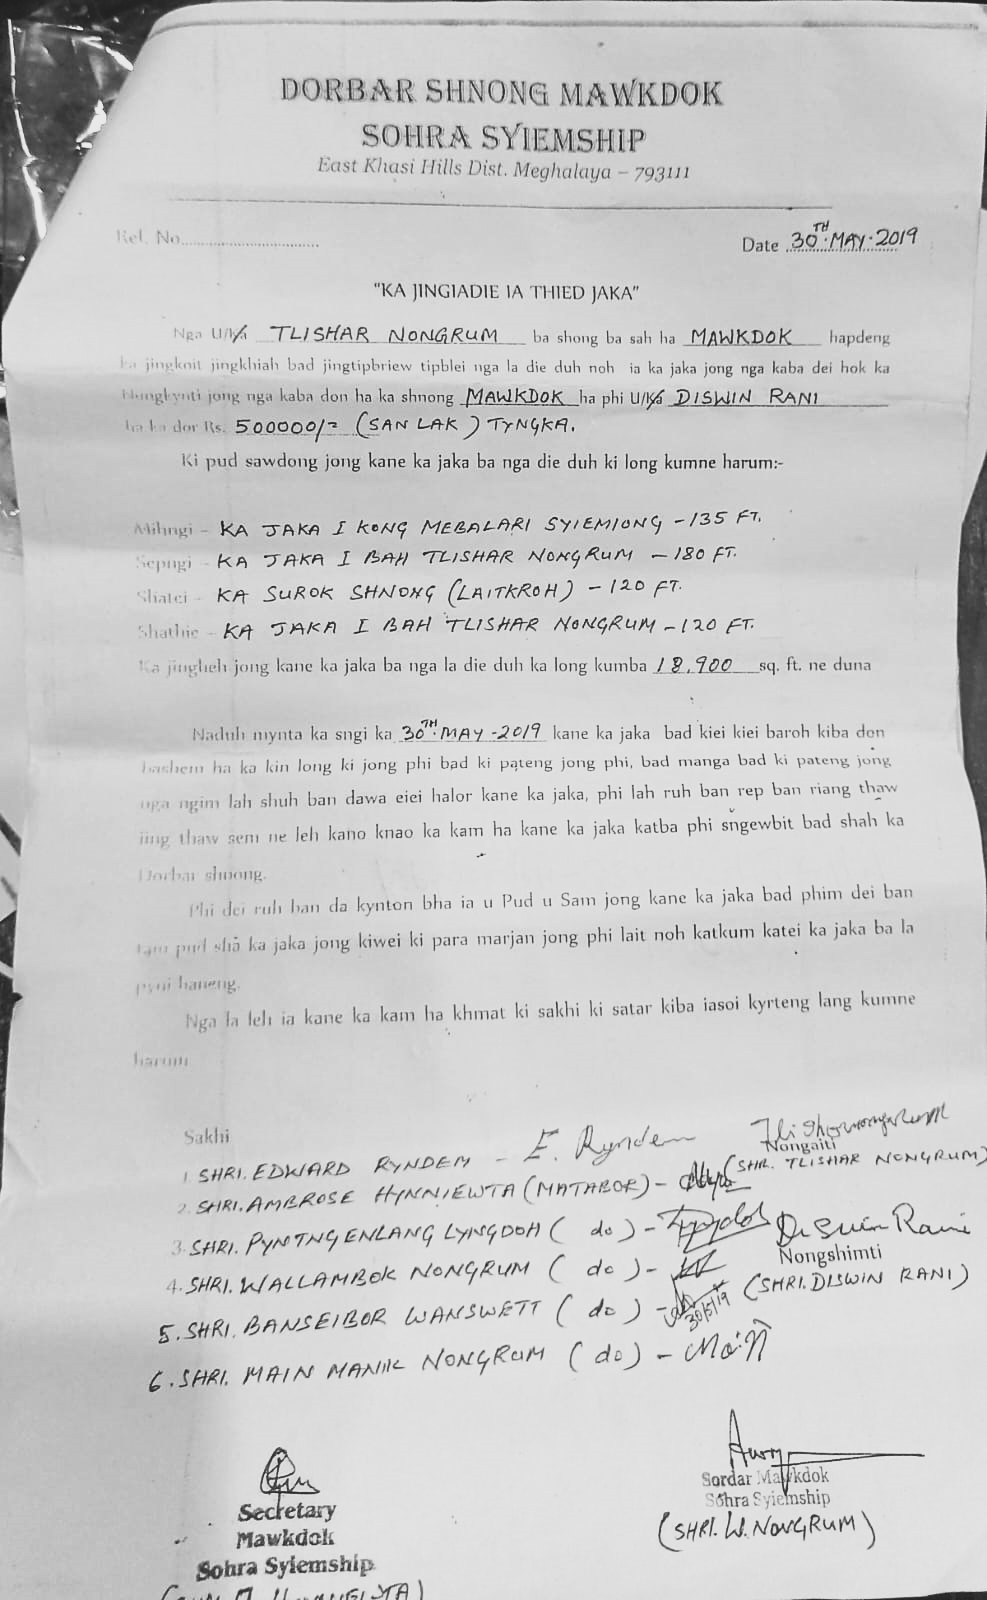 DORBAR SHNONG MAWKDOK
SOHRA SYIEMSHIP
East Khasi Hills Dist. Meghalaya – 793111
Ref. No..............................
Date 30TH.MAY.2019
"KA JINGIADIE IA THIED JAKA"
Nga U/ka TLISHAR NONGRUM ba shong ba sah ha MAWKDOK hapdeng
ka jingkoit jingkhiah bad jingtipbriew tipblei nga la die duh noh ia ka jaka jong nga kaba dei hok ka
Nongkynti jong nga kaba don ha ka shnong MAWKDOK ha phi U/ka DISWIN RANI
ha ka dor Rs. 500000/= (SAN LAK) TYNGKA.
Ki pud sawdong jong kane ka jaka ba nga die duh ki long kumne harum:-
Mihngi - KA JAKA I KONG MEBALARI SYIEMIONG - 135 FT.
Sepngi - KA JAKA I BAH TLISHAR NONGRUM - 180 FT.
Shatei - KA SUROK SHNONG (LAITKROH) - 120 FT.
Shathie - KA JAKA I BAH TLISHAR NONGRUM - 120 FT.
Ka jingheh jong kane ka jaka ba nga la die duh ka long kumba 18,900 sq. ft. ne duna
Naduh mynta ka sngi ka 30TH.MAY-2019 kane ka jaka bad kiei kiei baroh kiba don
hashem ha ka kin long ki jong phi bad ki pateng jong phi, bad manga bad ki pateng jong
nga ngim lah shuh ban dawa eiei halor kane ka jaka, phi lah ruh ban rep ban riang thaw
iing thaw sem ne leh kano knao ka kam ha kane ka jaka katba phi sngewbit bad shah ka
Dorbar shnong.
Phi dei ruh ban da kynton bha ia u Pud u Sam jong kane ka jaka bad phim dei ban
tam pud sha ka jaka jong kiwei ki para marjan jong phi lait noh katkum katei ka jaka ba la
pyni haneng.
Nga la leh ia kane ka kam ha khmat ki sakhi ki satar kiba iasoi kyrteng lang kumne
harum
Sakhi
1. SHRI. EDWARD RYNDEM - E. Ryndem
Nongaiti
(SHR. TLISHAR NONGRUM)
2. SHRI. AMBROSE HYNNIEWTA (MATABOR) -
3. SHRI. PYNTNGENLANG LYNGDOH ( do ) -
Diswin Rani
Nongshimti
(SHRI. DISWIN RANI)
4. SHRI. WALLAMBOK NONGRUM ( do ) -
5. SHRI. BANSEIBOR WANSWETT ( do ) - 30/5/19
6. SHRI. MAIN MANIK NONGRUM ( do ) -
Secretary
Mawkdok
Sohra Syiemship
Sordar Mawkdok
Sohra Syiemship
(SHRI. W. NONGRUM)